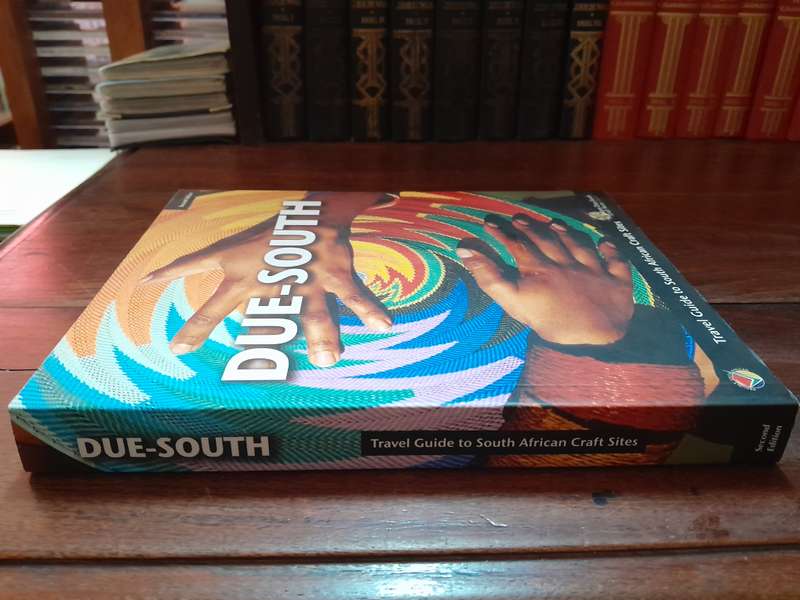 DUE-SOUTH
Travel Guide to South African Craft Sites
DUE-SOUTH
Travel Guide to South African Craft Sites
Second
Edition